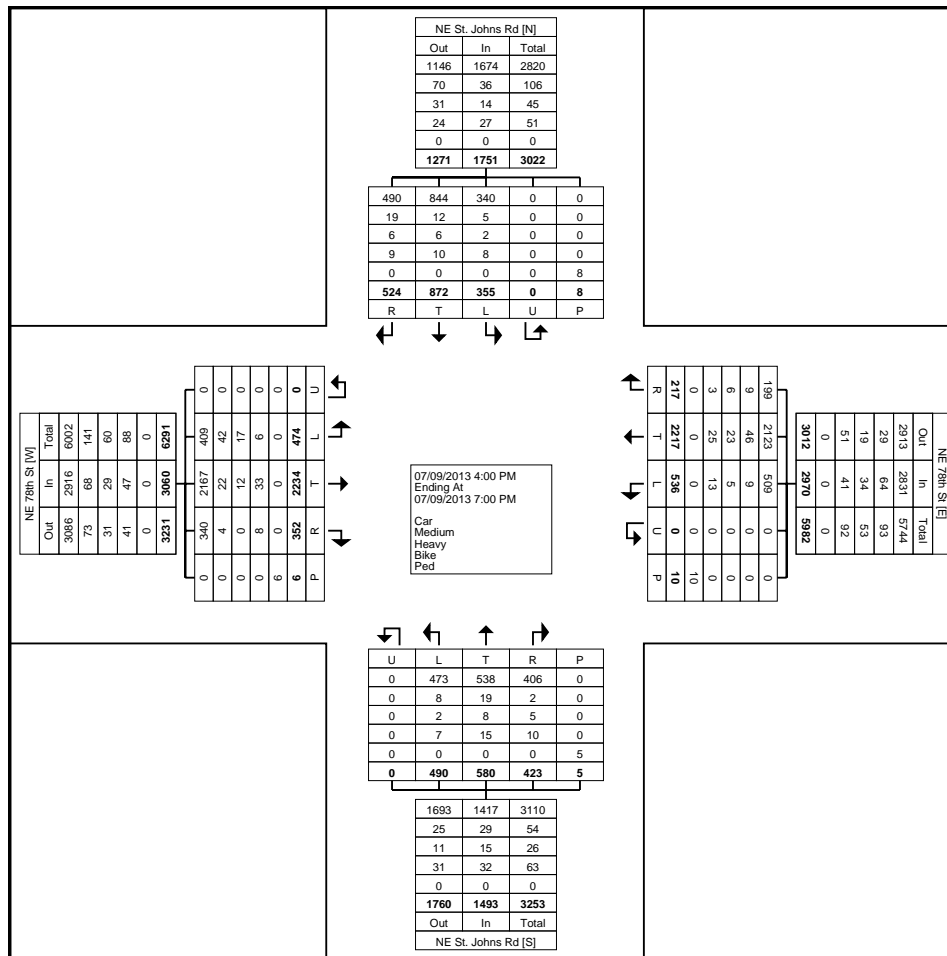 NE St. Johns Rd [N]
Out In Total
1146 1674 2820
70 36 106
31 14 45
24 27 51
0 0 0
1271 1751 3022
490 844 340 0 0
19 12 5 0 0
6 6 2 0 0
9 10 8 0 0
0 0 0 0 8
524 872 355 0 8
R T L U P
NE 78th St [W]
Total 6002 141 60 88 0 6291
In 2916 68 29 47 0 3060
Out 3086 73 31 41 0 3231
0 0 0 0 0 0 U
409 42 17 6 0 474 L
2167 22 12 33 0 2234 T
340 4 0 8 0 352 R
0 0 0 0 6 6 P
07/09/2013 4:00 PM
Ending At
07/09/2013 7:00 PM
Car
Medium
Heavy
Bike
Ped
R 217 0 3 6 9 199
T 2217 0 25 23 46 2123
L 536 0 13 5 9 509
U 0 0 0 0 0 0
P 10 10 0 0 0 0
NE 78th St [E]
3012 0 51 19 29 2913 Out
2970 0 41 34 64 2831 In
5982 0 92 53 93 5744 Total
U L T R P
0 473 538 406 0
0 8 19 2 0
0 2 8 5 0
0 7 15 10 0
0 0 0 0 5
0 490 580 423 5
1693 1417 3110
25 29 54
11 15 26
31 32 63
0 0 0
1760 1493 3253
Out In Total
NE St. Johns Rd [S]